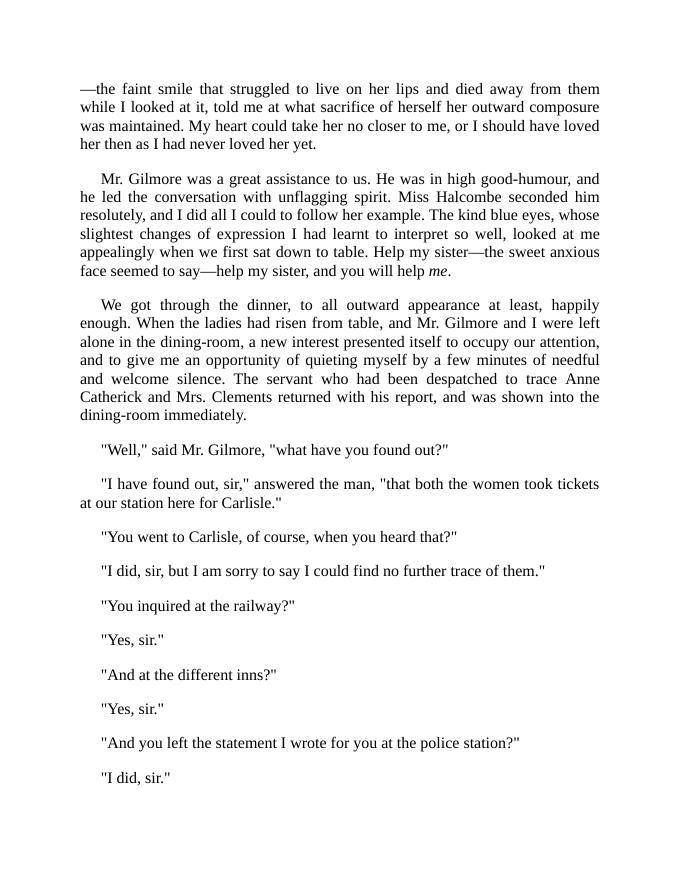 —the faint smile that struggled to live on her lips and died away from them
while I looked at it, told me at what sacrifice of herself her outward composure
was maintained. My heart could take her no closer to me, or I should have loved
her then as I had never loved her yet.
Mr. Gilmore was a great assistance to us. He was in high good-humour, and
he led the conversation with unflagging spirit. Miss Halcombe seconded him
resolutely, and I did all I could to follow her example. The kind blue eyes, whose
slightest changes of expression I had learnt to interpret so well, looked at me
appealingly when we first sat down to table. Help my sister—the sweet anxious
face seemed to say—help my sister, and you will help me.
We got through the dinner, to all outward appearance at least, happily
enough. When the ladies had risen from table, and Mr. Gilmore and I were left
alone in the dining-room, a new interest presented itself to occupy our attention,
and to give me an opportunity of quieting myself by a few minutes of needful
and welcome silence. The servant who had been despatched to trace Anne
Catherick and Mrs. Clements returned with his report, and was shown into the
dining-room immediately.
"Well," said Mr. Gilmore, "what have you found out?"
"I have found out, sir," answered the man, "that both the women took tickets
at our station here for Carlisle."
"You went to Carlisle, of course, when you heard that?"
"I did, sir, but I am sorry to say I could find no further trace of them."
"You inquired at the railway?"
"Yes, sir."
"And at the different inns?"
"Yes, sir."
"And you left the statement I wrote for you at the police station?"
"I did, sir."